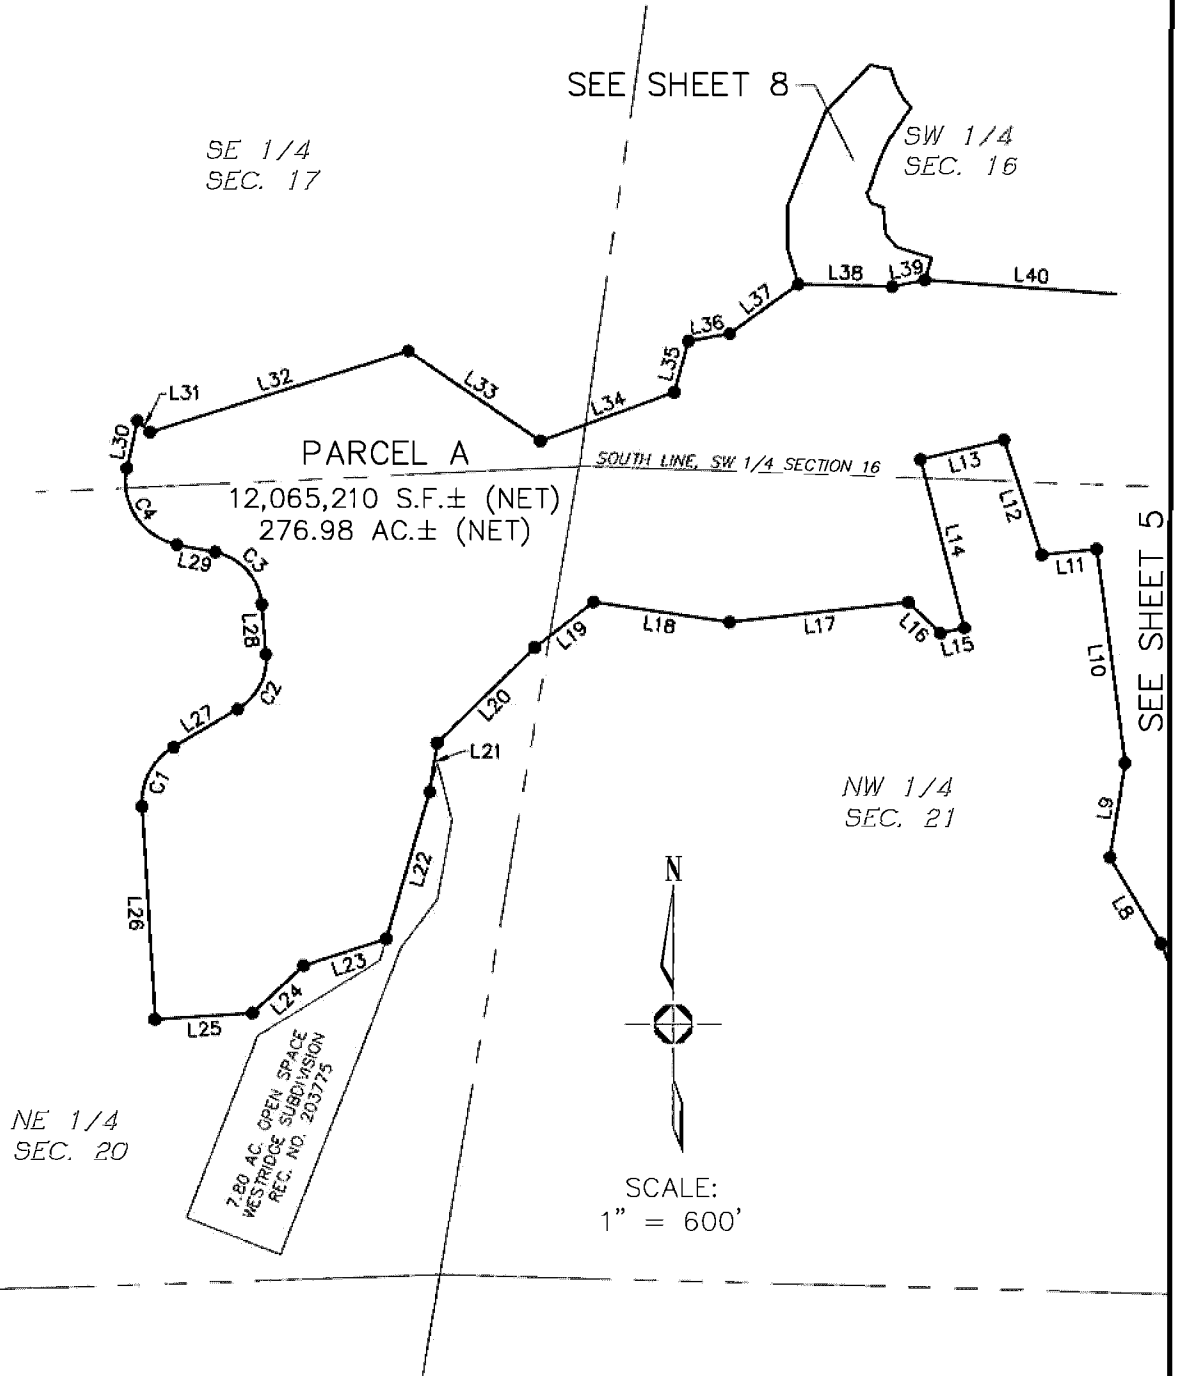 SEE SHEET 8
SE 1/4
SEC. 17
SW 1/4
SEC. 16
L38
L39
L40
L37
L36
L35
L34
L33
L32
L31
L30
PARCEL A
12,065,210 S.F.± (NET)
276.98 AC.± (NET)
SOUTH LINE, SW 1/4 SECTION 16
L13
L12
L14
L11
L10
SEE SHEET 5
C4
L29
C3
L28
C2
L27
C1
L26
L25
L24
L23
L22
L21
L20
L19
L18
L17
L16
L15
L9
L8
NW 1/4
SEC. 21
N
NE 1/4
SEC. 20
7.80 AC. OPEN SPACE
WESTRIDGE SUBDIVISION
REC. NO. 203775
SCALE:
1" = 600'